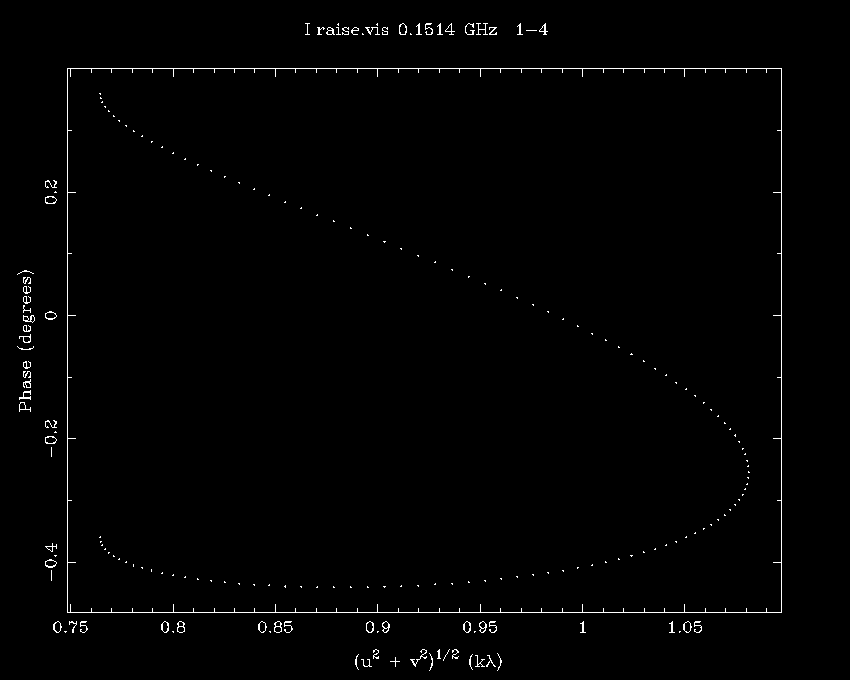 I raise.vis 0.1514 GHz 1−4
Phase (degrees)
0.2
0
−0.2
−0.4
0.75 0.8 0.85 0.9 0.95 1 1.05
(u² + v²)^1/2 (kλ)